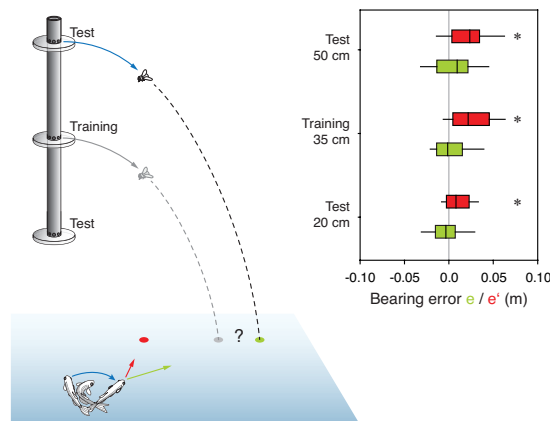 Test
Training
Test
?
Test
50 cm
*
Training
35 cm
*
Test
20 cm
*
-0.10 -0.05 0.0 0.05 0.10
Bearing error e / e‘ (m)